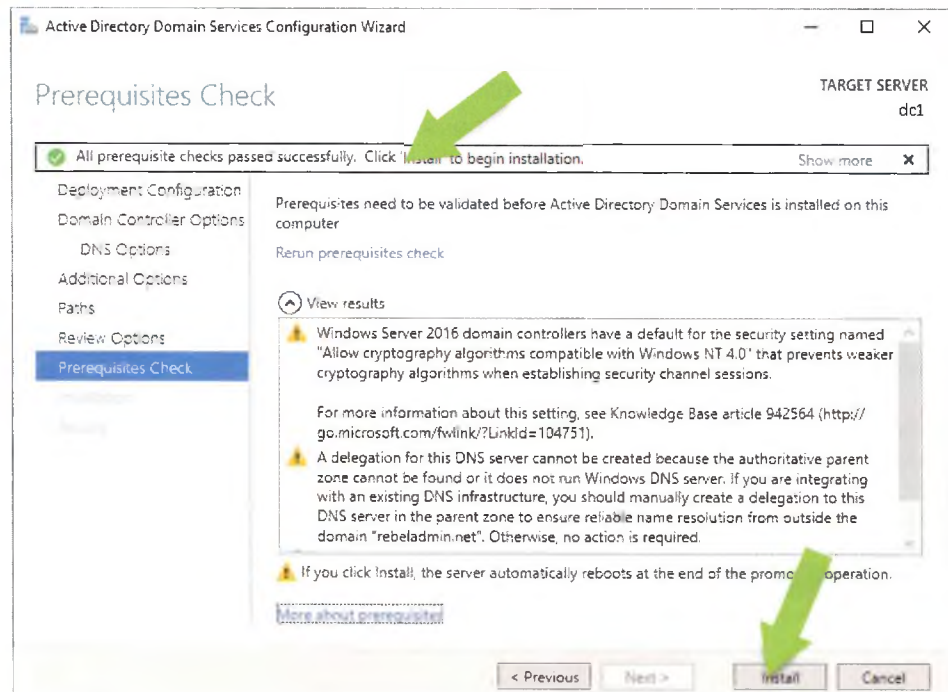 Active Directory Domain Services Configuration Wizard
Prerequisites Check
TARGET SERVER
dc1
All prerequisite checks passed successfully. Click 'Install' to begin installation.
Show more
Deployment Configuration
Domain Controller Options
DNS Options
Additional Options
Paths
Review Options
Prerequisites Check
Prerequisites need to be validated before Active Directory Domain Services is installed on this
computer
Rerun prerequisites check
View results
Windows Server 2016 domain controllers have a default for the security setting named
"Allow cryptography algorithms compatible with Windows NT 4.0" that prevents weaker
cryptography algorithms when establishing security channel sessions.
For more information about this setting, see Knowledge Base article 942564 (http://
go.microsoft.com/fwlink/?LinkId=104751).
A delegation for this DNS server cannot be created because the authoritative parent
zone cannot be found or it does not run Windows DNS server. If you are integrating
with an existing DNS infrastructure, you should manually create a delegation to this
DNS server in the parent zone to ensure reliable name resolution from outside the
domain "rebeladmin.net". Otherwise, no action is required.
If you click Install, the server automatically reboots at the end of the operation.
More about prerequisites
< Previous
Next >
Install
Cancel